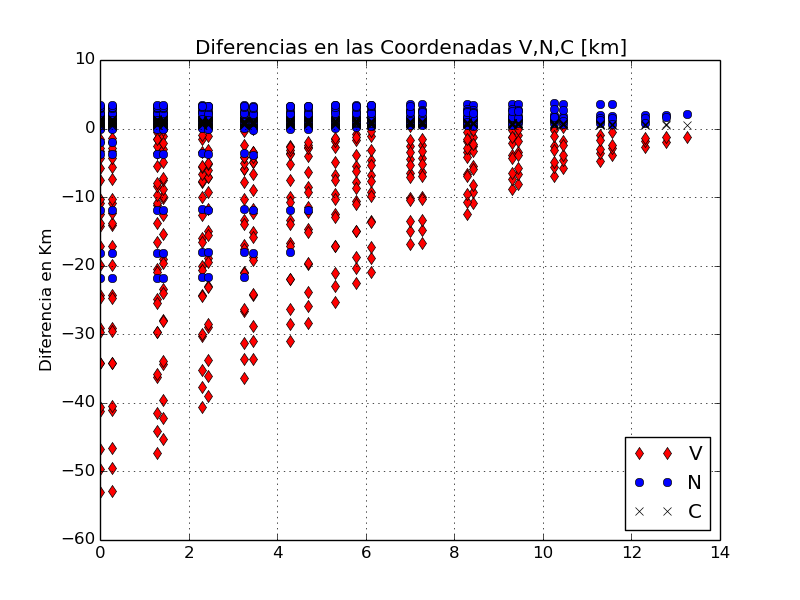 Diferencias en las Coordenadas V,N,C [km]
10
0
−10
−20
−30
−40
−50
−60
Diferencia en Km
0 2 4 6 8 10 12 14
V
N
C